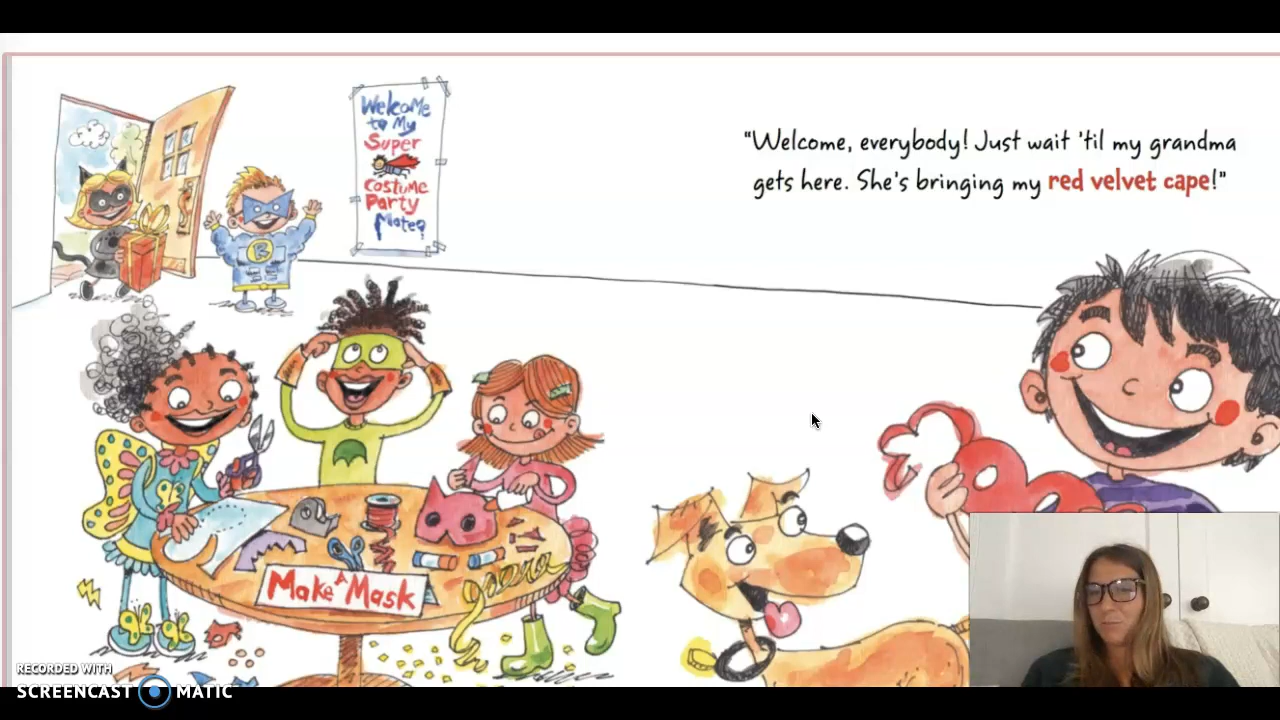 Welcome
to My
Super
Costume
Party
Mate?
"Welcome, everybody! Just wait 'til my grandma
gets here. She's bringing my red velvet cape!"
B
Make A Mask
RECORDED WITH
SCREENCAST MATIC